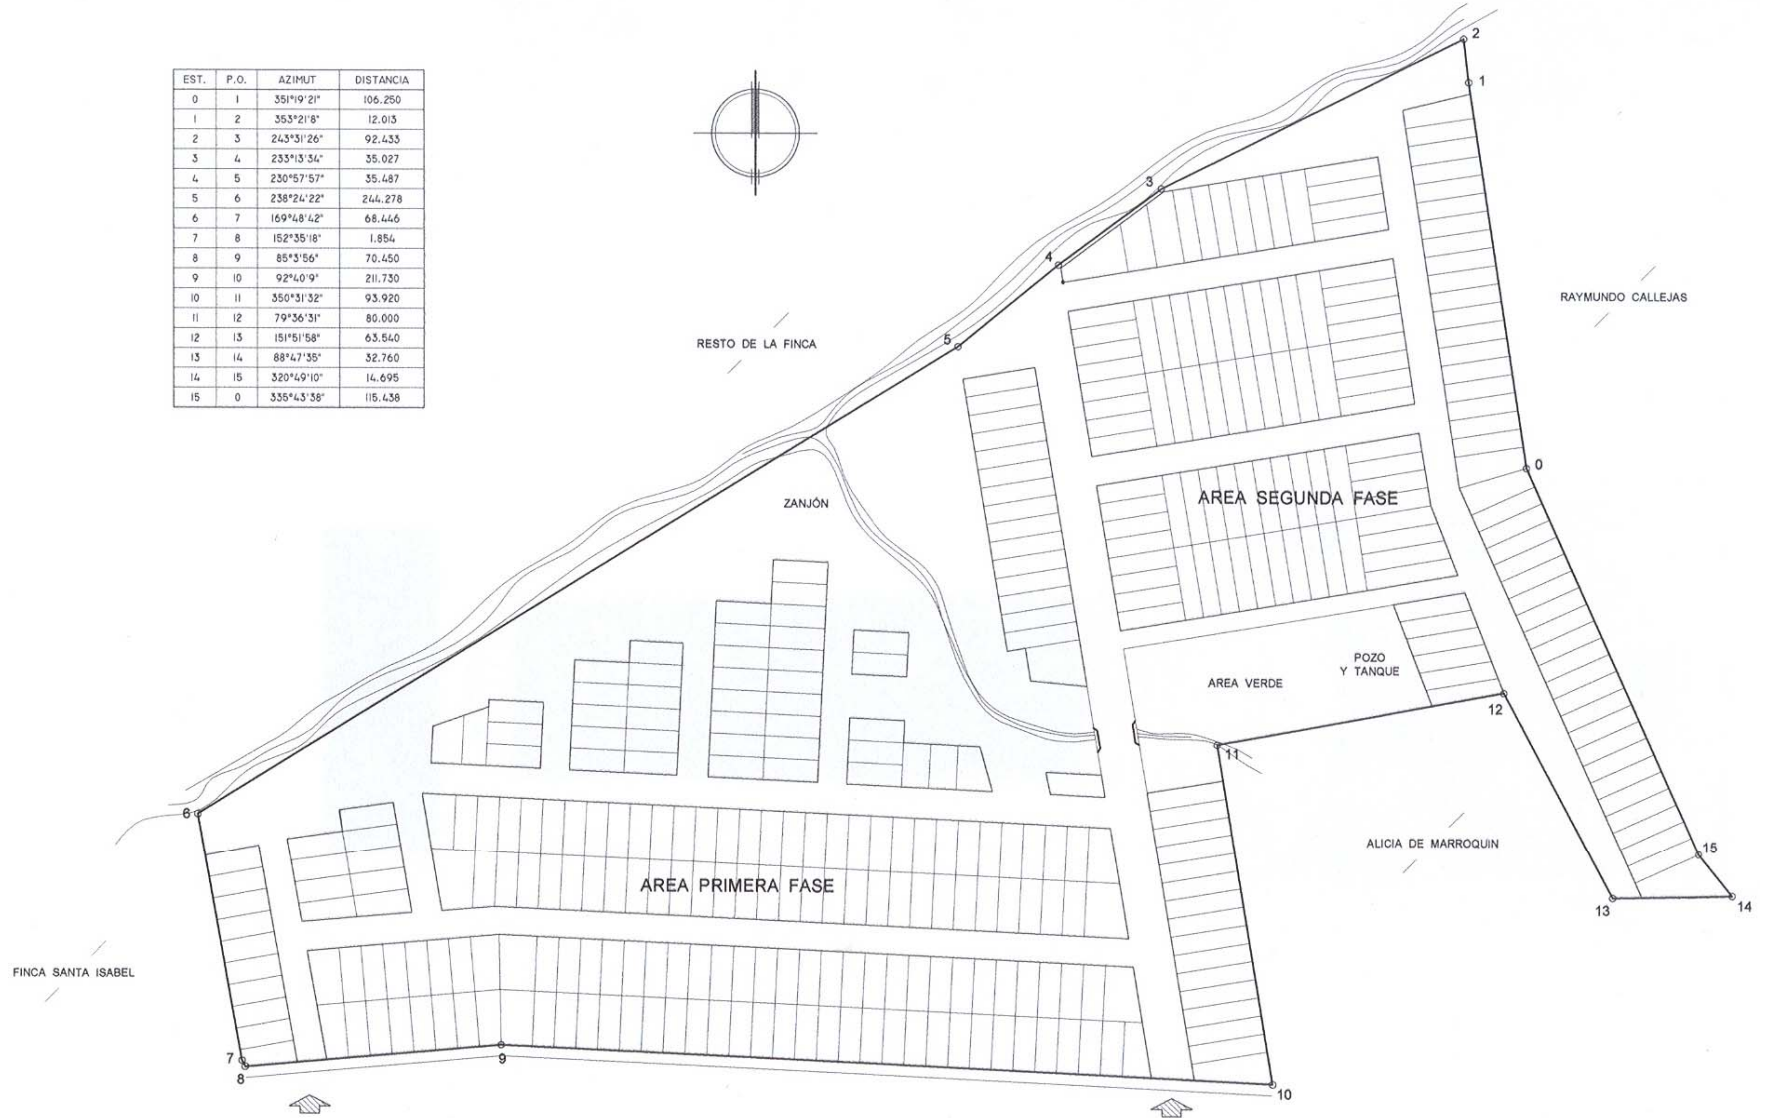 EST. P.O. AZIMUT DISTANCIA
0 1 351°19'21" 106.250
1 2 353°21'8" 12.013
2 3 243°31'26" 92.433
3 4 233°13'34" 35.027
4 5 230°57'57" 35.487
5 6 238°24'22" 244.278
6 7 169°48'42" 68.446
7 8 152°35'18" 1.854
8 9 85°3'56" 70.450
9 10 92°40'9" 211.730
10 11 350°31'32" 93.920
11 12 79°36'31" 80.000
12 13 151°51'58" 63.540
13 14 88°47'35" 32.760
14 15 320°49'10" 14.695
15 0 335°43'38" 115.438
2
1
3
4
5
RESTO DE LA FINCA
RAYMUNDO CALLEJAS
0
ZANJÓN
AREA SEGUNDA FASE
POZO
Y TANQUE
AREA VERDE
12
11
6
ALICIA DE MARROQUIN
15
AREA PRIMERA FASE
13
14
FINCA SANTA ISABEL
7
8
9
10